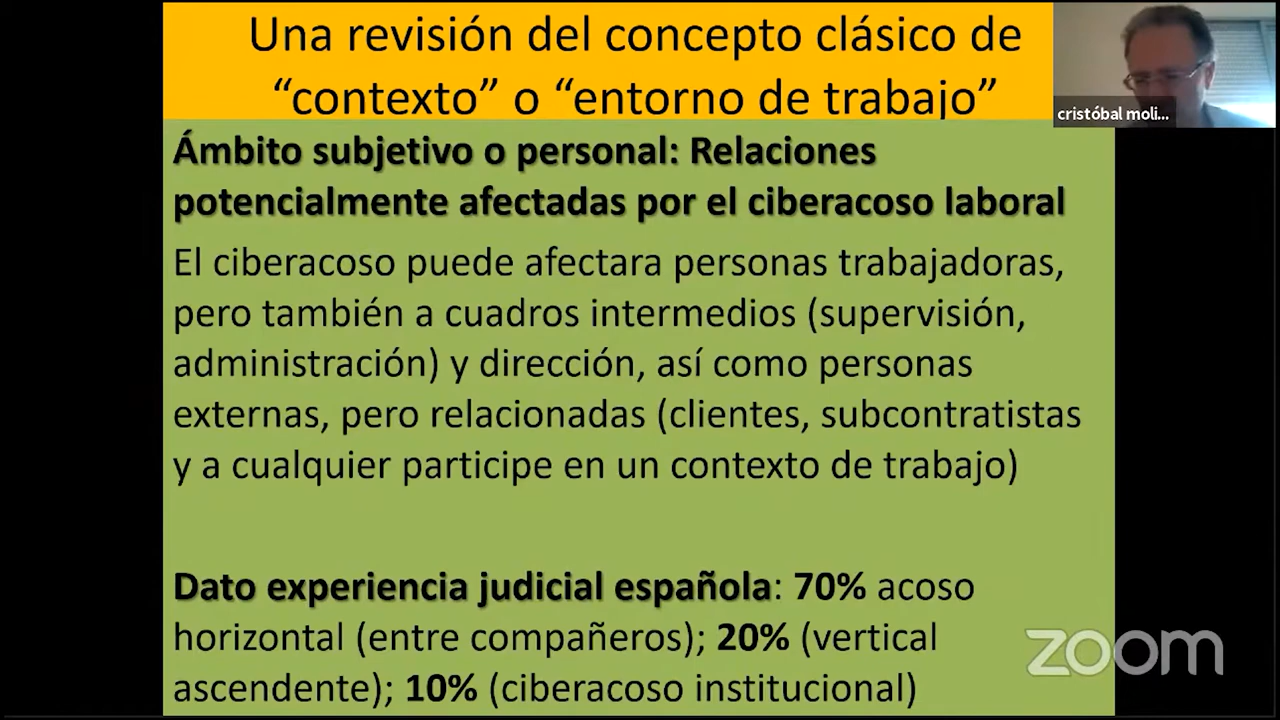 Una revisión del concepto clásico de
“contexto” o “entorno de trabajo”
cristóbal moli...
Ámbito subjetivo o personal: Relaciones
potencialmente afectadas por el ciberacoso laboral
El ciberacoso puede afectara personas trabajadoras,
pero también a cuadros intermedios (supervisión,
administración) y dirección, así como personas
externas, pero relacionadas (clientes, subcontratistas
y a cualquier participe en un contexto de trabajo)
Dato experiencia judicial española: 70% acoso
horizontal (entre compañeros); 20% (vertical
ascendente); 10% (ciberacoso institucional)
zoom